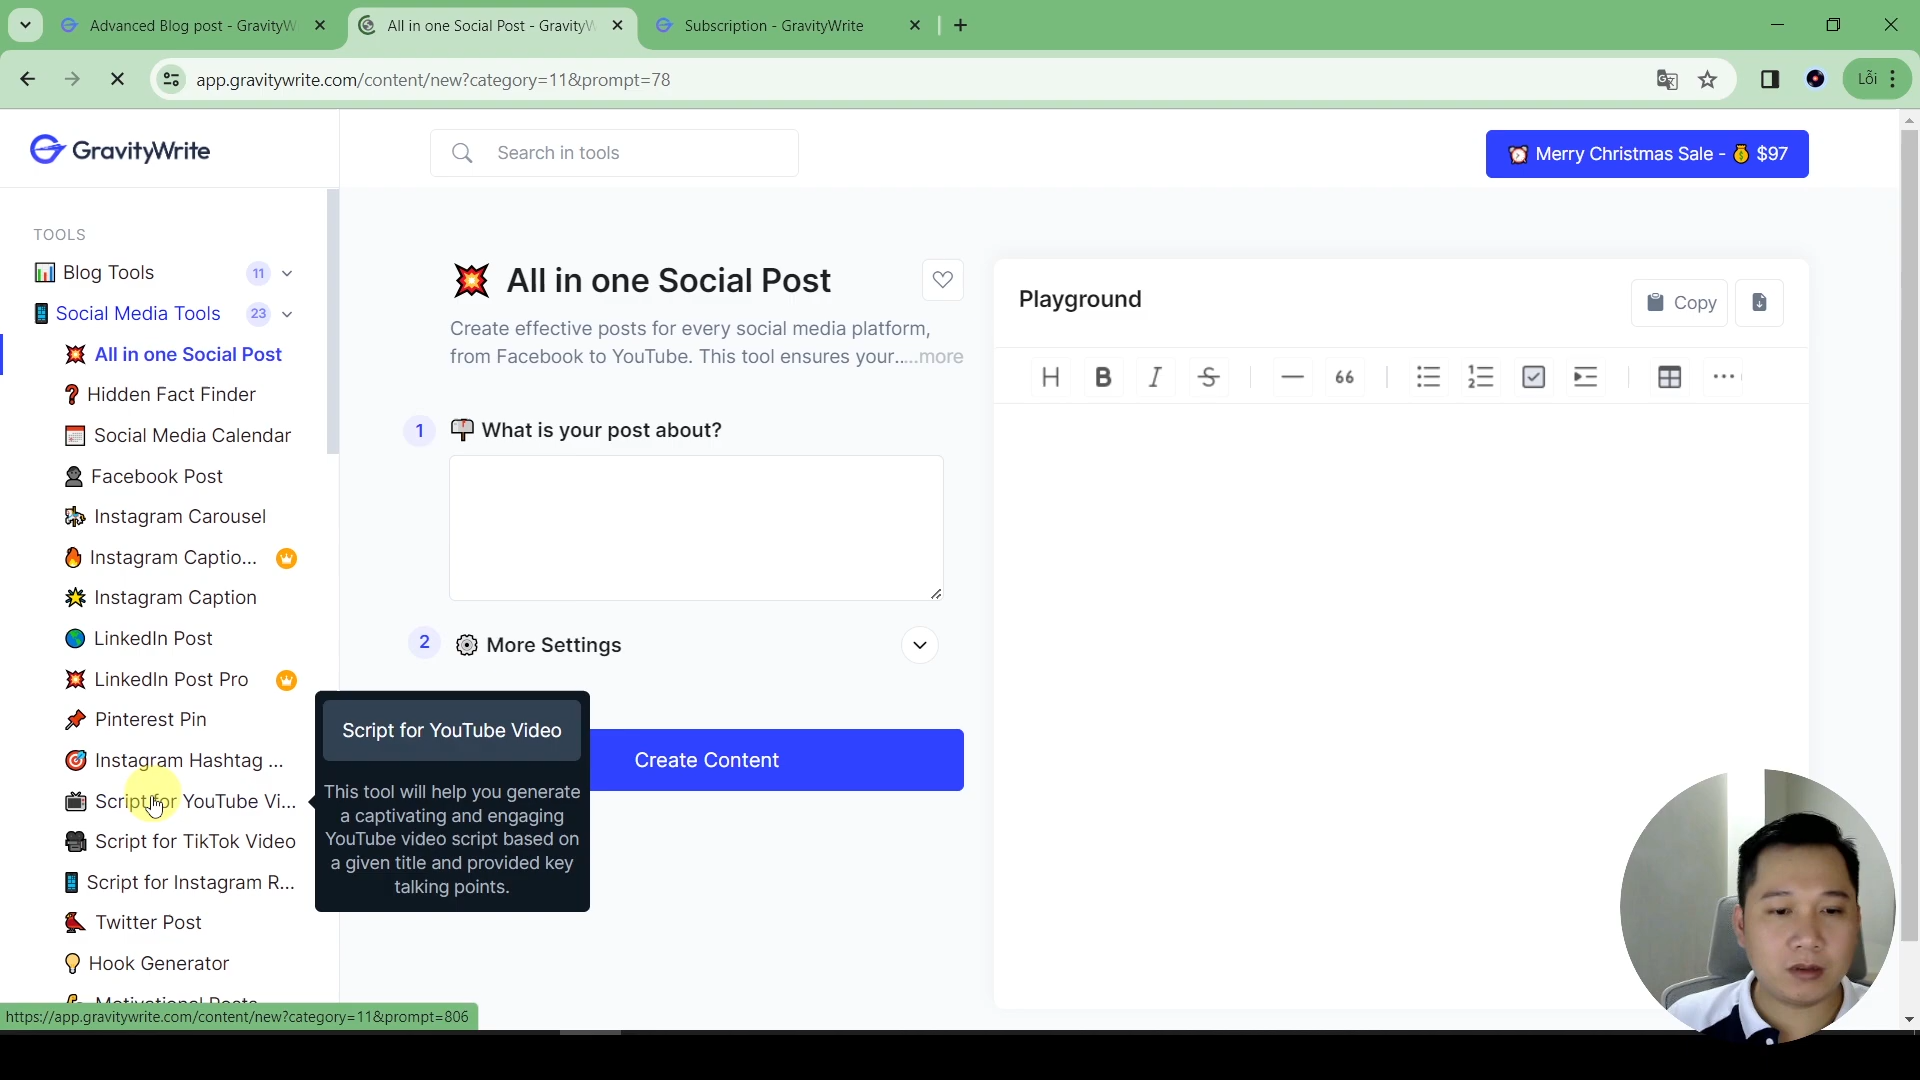 Advanced Blog post - GravityW
All in one Social Post - GravityW
Subscription - GravityWrite
app.gravitywrite.com/content/new?category=11&prompt=78
Lỗi
GravityWrite
Search in tools
Merry Christmas Sale - $97
TOOLS
Blog Tools 11
Social Media Tools 23
All in one Social Post
Hidden Fact Finder
Social Media Calendar
Facebook Post
Instagram Carousel
Instagram Captio...
Instagram Caption
LinkedIn Post
LinkedIn Post Pro
Pinterest Pin
Instagram Hashtag ...
Script for YouTube Vi...
Script for TikTok Video
Script for Instagram R...
Twitter Post
Hook Generator
Motivational Posts
https://app.gravitywrite.com/content/new?category=11&prompt=806
All in one Social Post
Create effective posts for every social media platform,
from Facebook to YouTube. This tool ensures your.. ...more
1 What is your post about?
2 More Settings
Create Content
Script for YouTube Video
This tool will help you generate
a captivating and engaging
YouTube video script based on
a given title and provided key
talking points.
Playground
Copy
H B I S 66